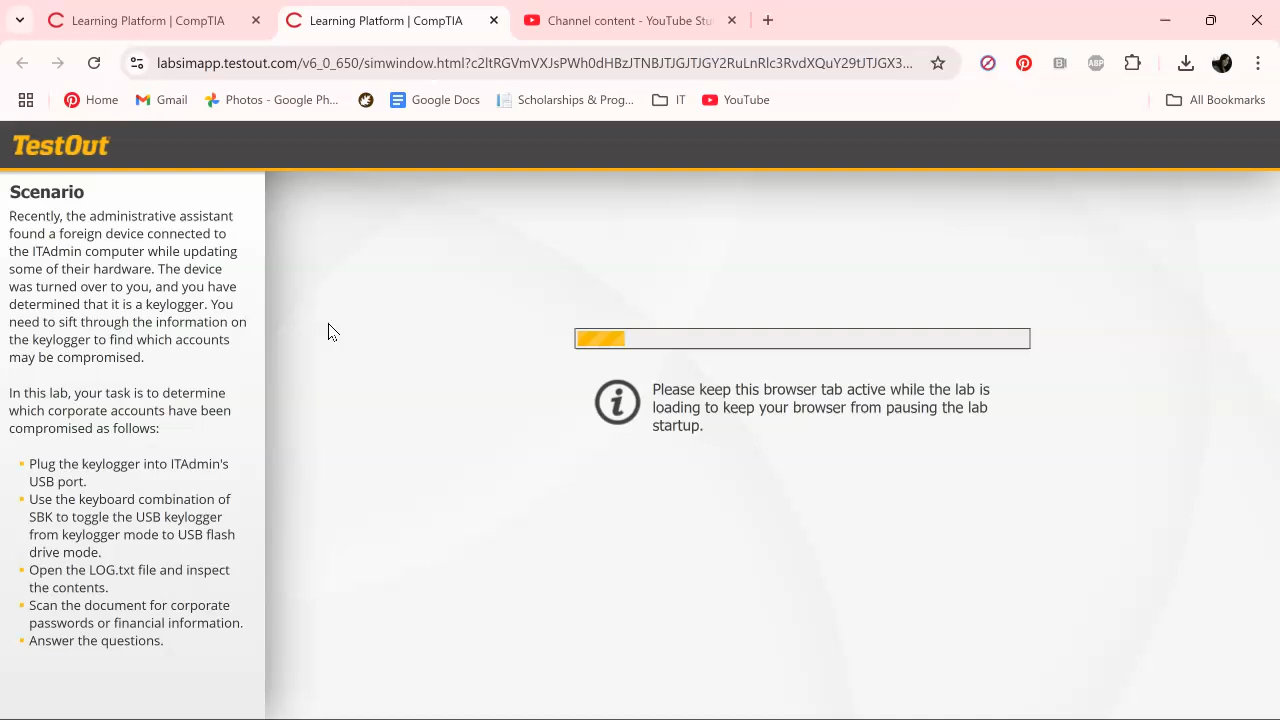 Learning Platform | CompTIA
Learning Platform | CompTIA
Channel content - YouTube Stu
labsimapp.testout.com/v6_0_650/simwindow.html?c2ltRGVmVXJsPWh0dHBzJTNBJTJGJTJGY2RuLnRlc3RvdXQuY29tJTJGX3...
Home
Gmail
Photos - Google Ph...
Google Docs
Scholarships & Prog...
IT
YouTube
All Bookmarks
TestOut
Scenario
Recently, the administrative assistant
found a foreign device connected to
the ITAdmin computer while updating
some of their hardware. The device
was turned over to you, and you have
determined that it is a keylogger. You
need to sift through the information on
the keylogger to find which accounts
may be compromised.
In this lab, your task is to determine
which corporate accounts have been
compromised as follows:
Plug the keylogger into ITAdmin's
USB port.
Use the keyboard combination of
SBK to toggle the USB keylogger
from keylogger mode to USB flash
drive mode.
Open the LOG.txt file and inspect
the contents.
Scan the document for corporate
passwords or financial information.
Answer the questions.
Please keep this browser tab active while the lab is
loading to keep your browser from pausing the lab
startup.
ABP